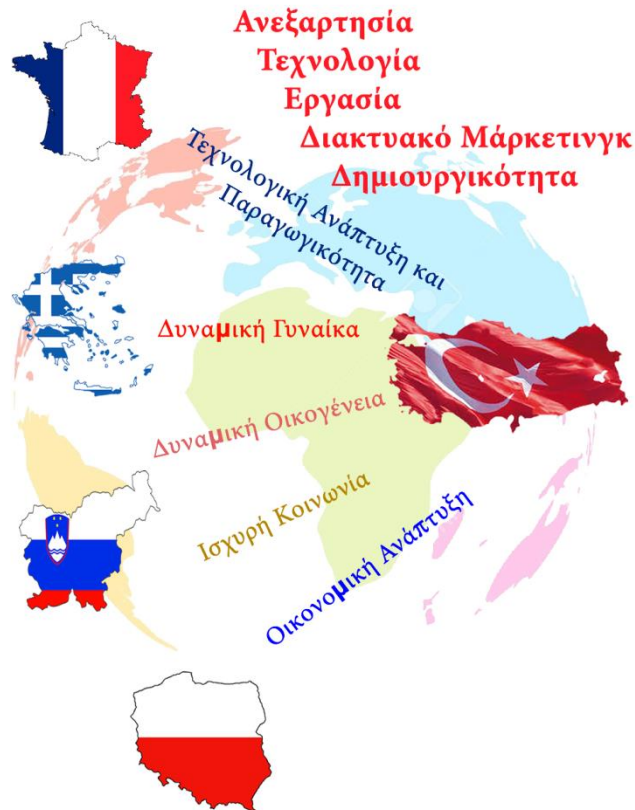 Ανεξαρτησία
Τεχνολογία
Εργασία
Διακτυακό Μάρκετινγκ
Δημιουργικότητα
Τεχνολογική Ανάπτυξη και
Παραγωγικότητα
Δυναμική Γυναίκα
Δυναμική Οικογένεια
Ισχυρή Κοινωνία
Οικονομική Ανάπτυξη